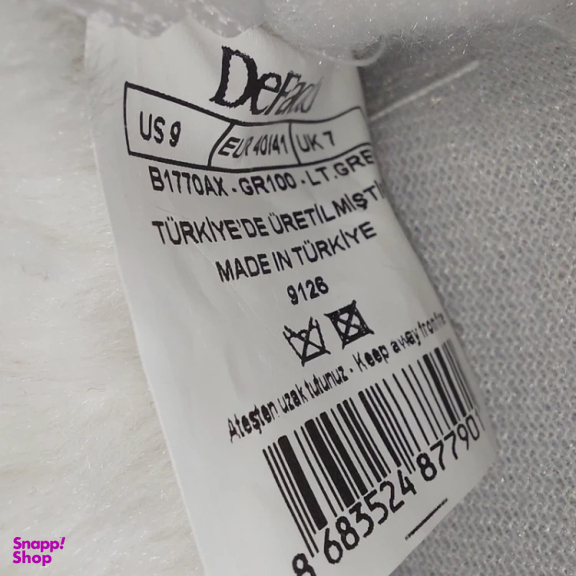 DeFacto
US 9 EUR 40/41 UK 7
B1770AX - GR100 - LT.GRE
TÜRKİYE'DE ÜRETİLMİŞTİ
MADE IN TÜRKİYE
9126
Ateşten uzak tutunuz - Keep away from fire
8 683524 877901
Snapp!
Shop